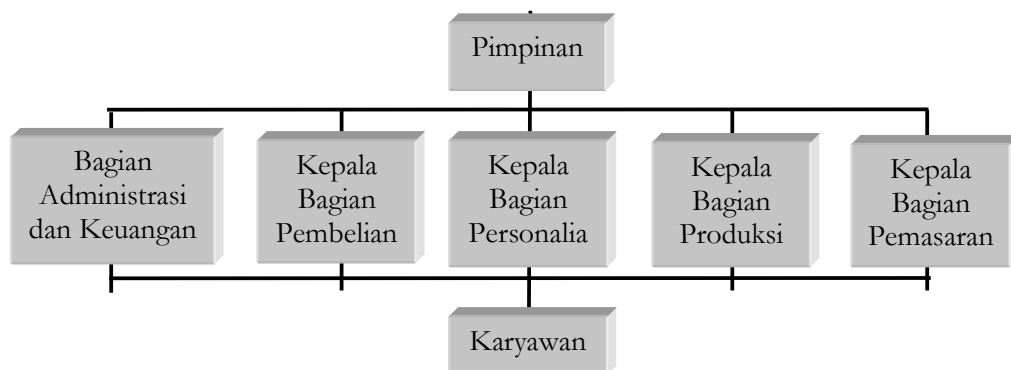 Pimpinan
Bagian
Administrasi
dan Keuangan
Kepala
Bagian
Pembelian
Kepala
Bagian
Personalia
Kepala
Bagian
Produksi
Kepala
Bagian
Pemasaran
Karyawan